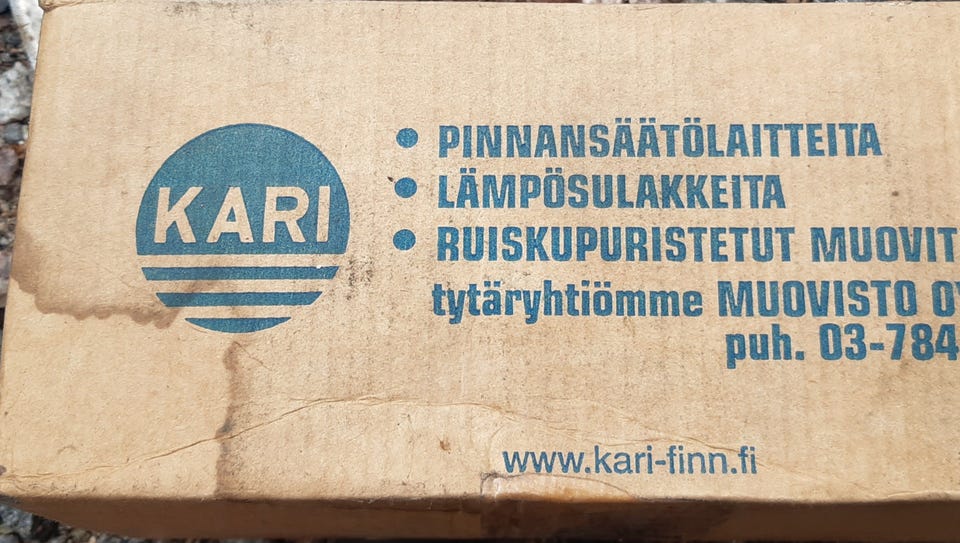 KARI
• PINNANSÄÄTÖLAITTEITA
• LÄMPÖSULAKKEITA
• RUISKUPURISTETUT MUOVIT
tytäryhtiömme MUOVISTO OY
puh. 03-784
www.kari-finn.fi